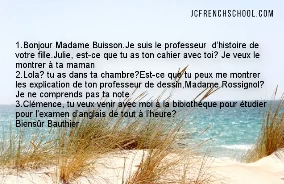 JCFRENCHSCHOOL.COM
1.Bonjour Madame Buisson.Je suis le professeur d'histoire de
votre fille.Julie, est-ce que tu as ton cahier avec toi? Je veux le
montrer à ta maman
2.Lola? tu as dans ta chambre?Est-ce que tu peux me montrer
les explication de ton professeur de dessin,Madame Rossignol?
Je ne comprends pas ta note
3.Clémence, tu veux venir avec moi à la bibiothèque pour étudier
pour l'examen d'anglais de tout à l'heure?
Biensûr Bauthier